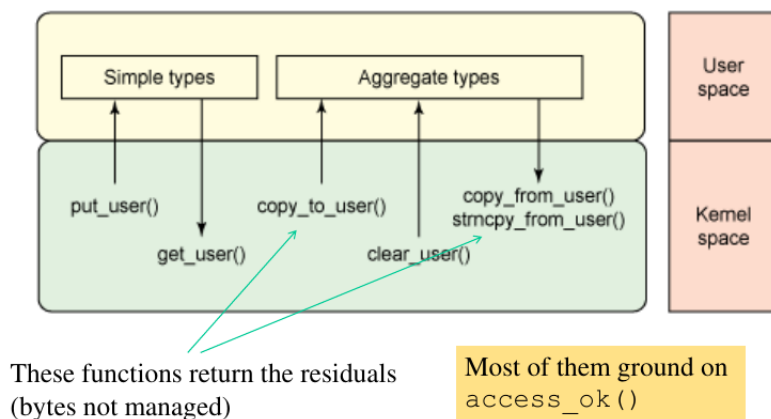 Simple types
Aggregate types
User
space
put_user()
copy_to_user()
copy_from_user()
strncpy_from_user()
get_user()
clear_user()
Kernel
space
These functions return the residuals
(bytes not managed)
Most of them ground on
access_ok()